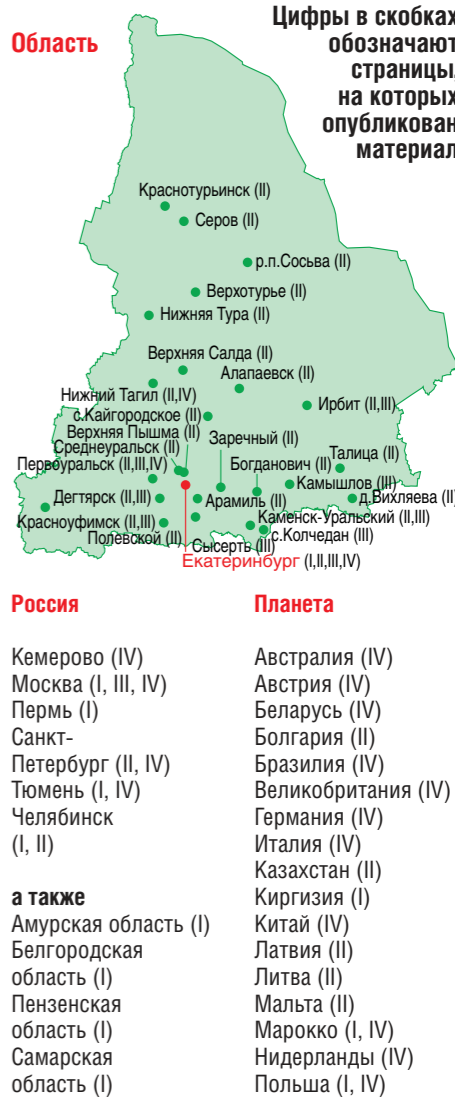 Область
Цифры в скобках
обозначают
страницы,
на которых
опубликован
материал
Краснотурьинск (II)
Серов (II)
р.п.Сосьва (II)
Верхотурье (II)
Нижняя Тура (II)
Верхняя Салда (II)
Алапаевск (II)
Нижний Тагил (II,IV)
Ирбит (II,III)
с.Кайгородское (II)
Верхняя Пышма (II)
Заречный (II)
Среднеуральск (II)
Талица (II)
Первоуральск (II,III,IV)
Богданович (II)
Камышлов (III)
Дегтярск (II,III)
Арамиль (II)
д.Вихляева (II)
Красноуфимск (II,III)
Каменск-Уральский (II,III)
Полевской (II)
с.Колчедан (III)
Сысерть (III)
Екатеринбург (I,II,III,IV)
Россия
Кемерово (IV)
Москва (I, III, IV)
Пермь (I)
Санкт-
Петербург (II, IV)
Тюмень (I, IV)
Челябинск
(I, II)
а также
Амурская область (I)
Белгородская
область (I)
Пензенская
область (I)
Самарская
область (I)
Планета
Австралия (IV)
Австрия (IV)
Беларусь (IV)
Болгария (II)
Бразилия (IV)
Великобритания (IV)
Германия (IV)
Италия (IV)
Казахстан (II)
Киргизия (I)
Китай (IV)
Латвия (II)
Литва (II)
Мальта (II)
Марокко (I, IV)
Нидерланды (IV)
Польша (I, IV)